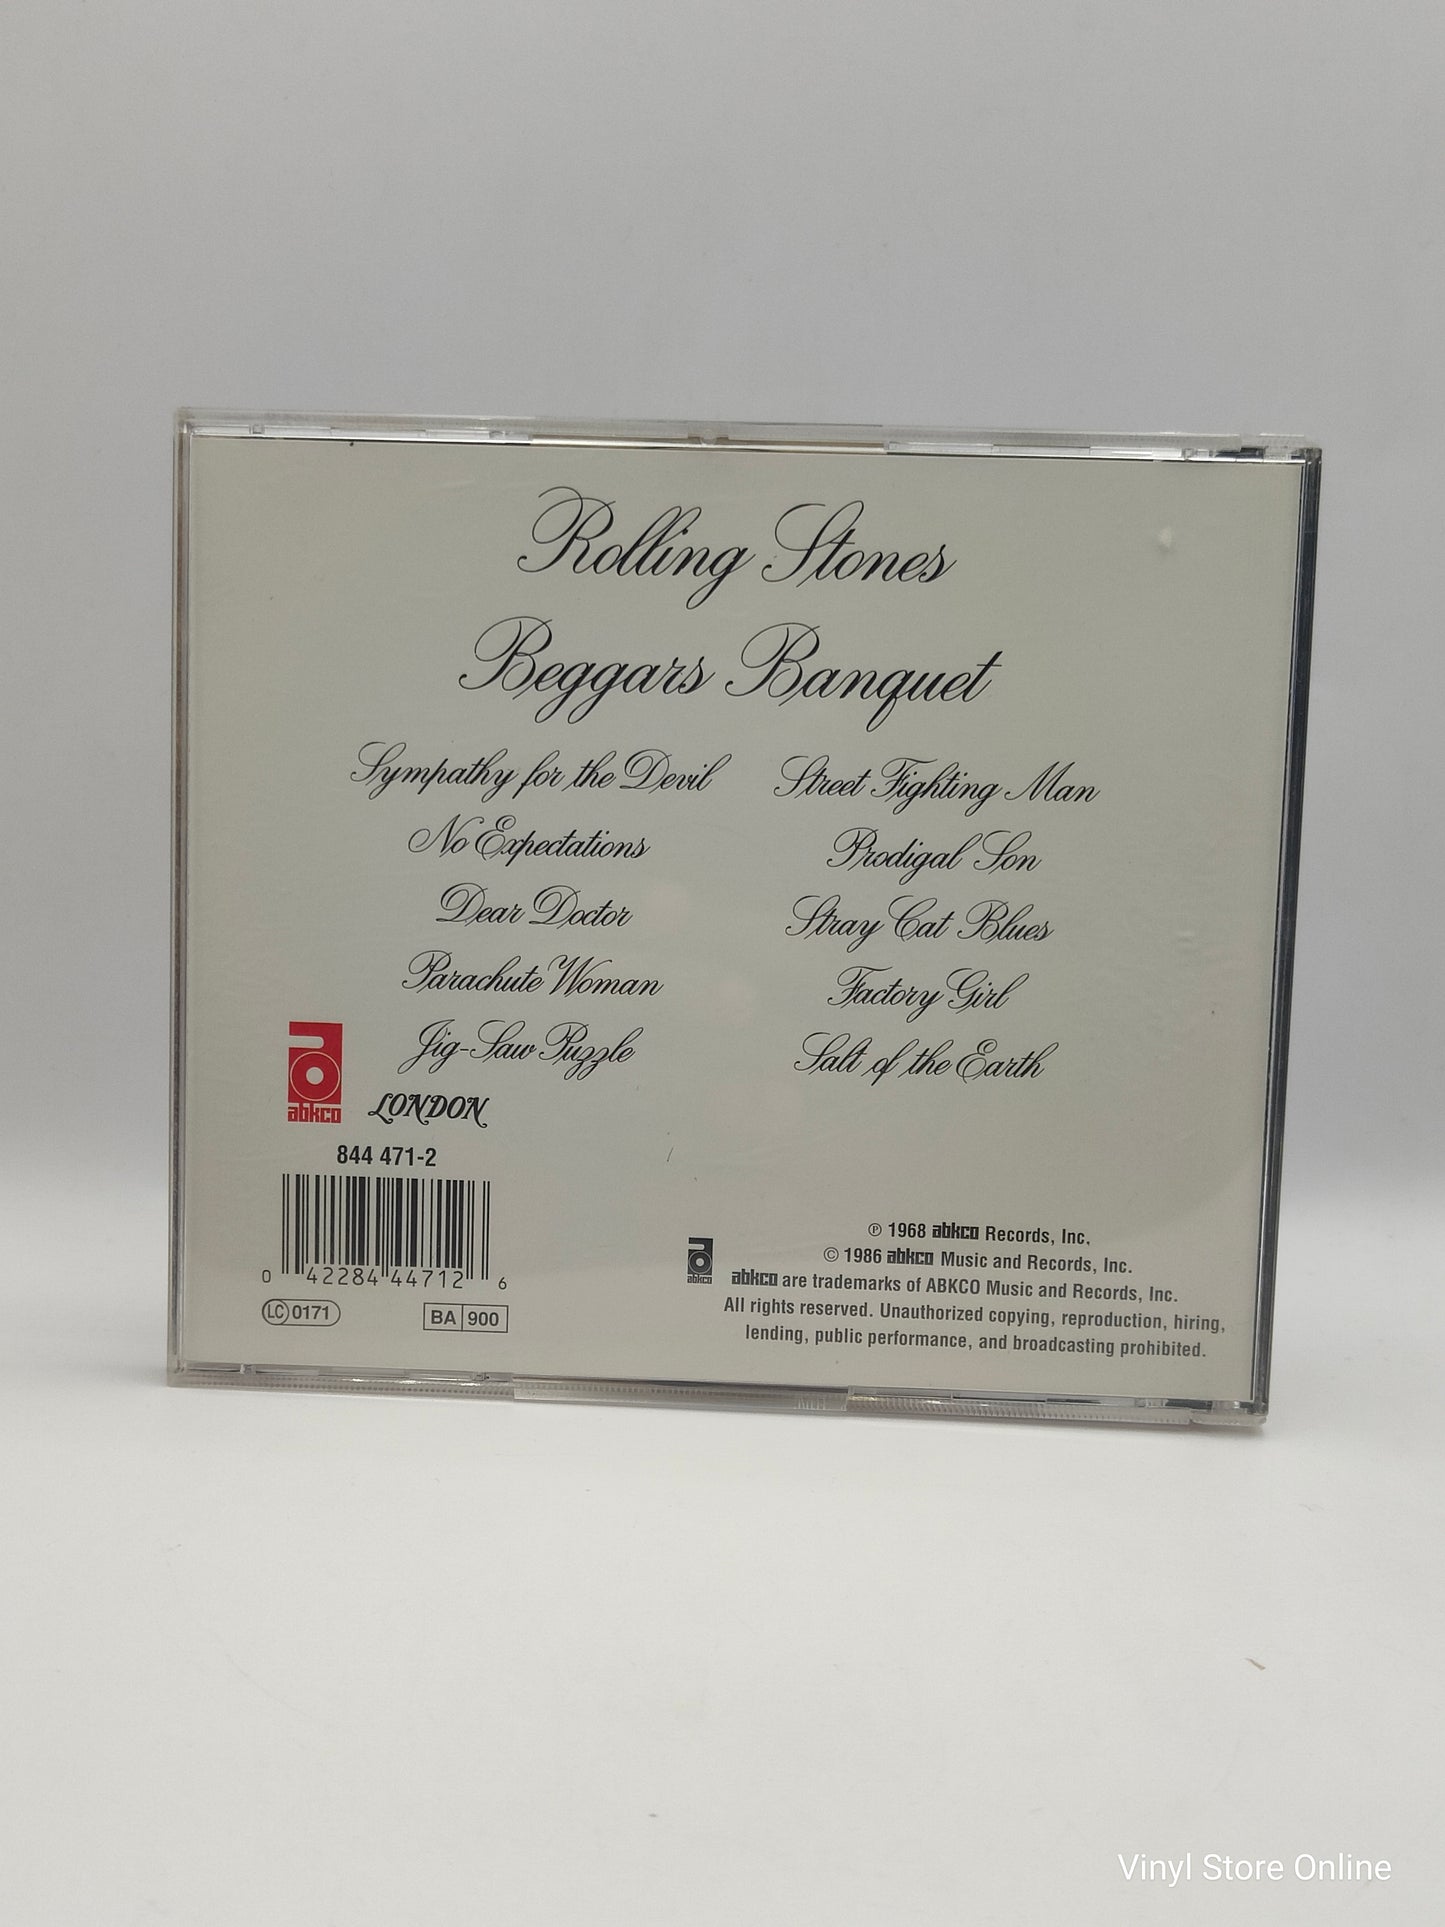 Rolling Stones
Beggars Banquet
Sympathy for the Devil
No Expectations
Dear Doctor
Parachute Woman
Jig-Saw Puzzle
Street Fighting Man
Prodigal Son
Stray Cat Blues
Factory Girl
Salt of the Earth
abkco LONDON
844 471-2
0 42284 44712 6
LC 0171 BA 900
℗ 1968 abkco Records, Inc.
© 1986 abkco Music and Records, Inc.
abkco
abkco are trademarks of ABKCO Music and Records, Inc.
All rights reserved. Unauthorized copying, reproduction, hiring,
lending, public performance, and broadcasting prohibited.
Vinyl Store Online